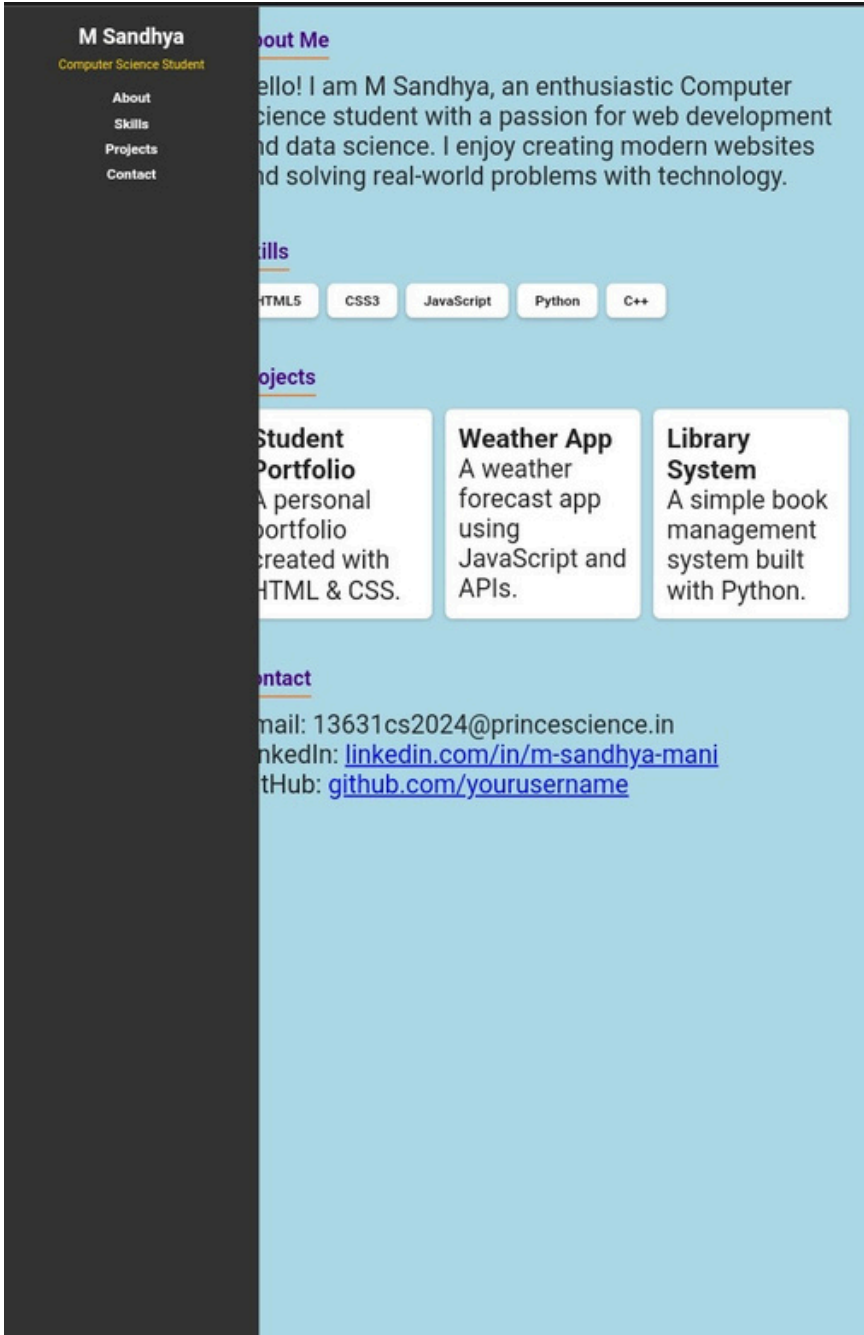 M Sandhya
Computer Science Student
About
Skills
Projects
Contact
bout Me
ello! I am M Sandhya, an enthusiastic Computer
cience student with a passion for web development
nd data science. I enjoy creating modern websites
nd solving real-world problems with technology.
ills
HTML5 CSS3 JavaScript Python C++
ojects
Student
Portfolio
A personal
portfolio
created with
HTML & CSS.
Weather App
A weather
forecast app
using
JavaScript and
APIs.
Library
System
A simple book
management
system built
with Python.
ontact
mail: 13631cs2024@princescience.in
nkedIn: linkedin.com/in/m-sandhya-mani
tHub: github.com/yourusername